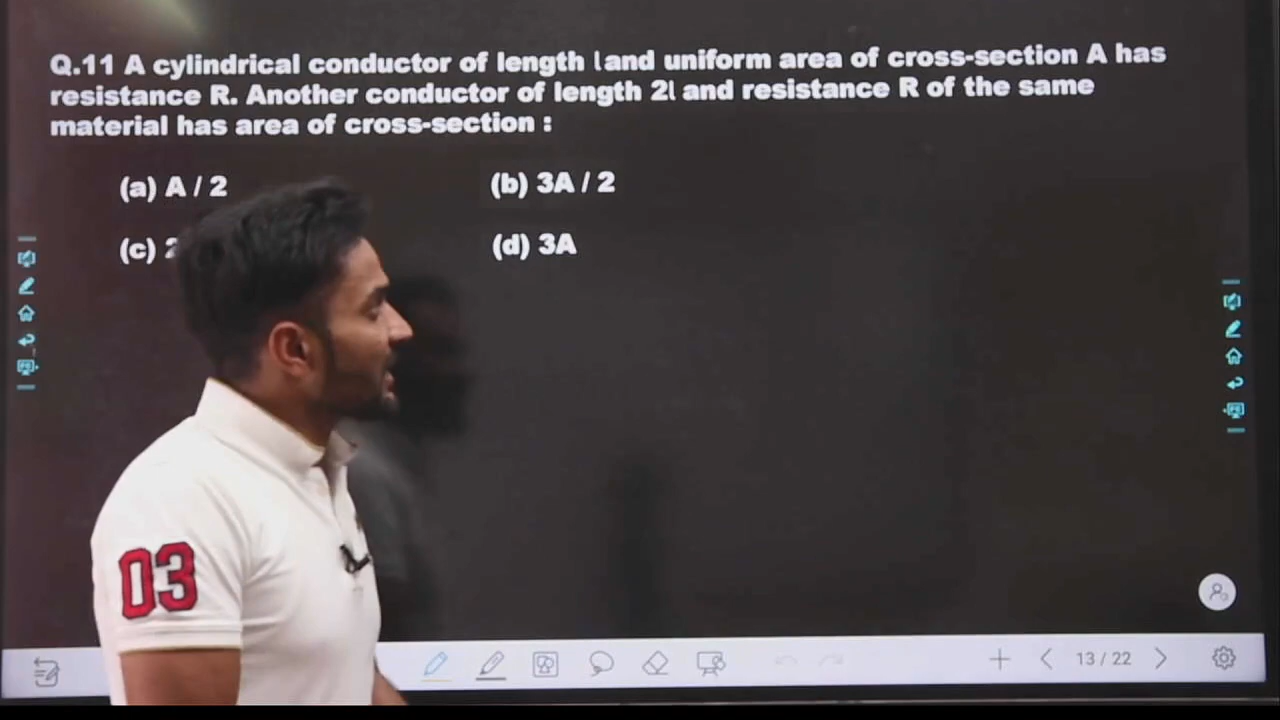 Q.11 A cylindrical conductor of length l and uniform area of cross-section A has
resistance R. Another conductor of length 2l and resistance R of the same
material has area of cross-section :
(a) A / 2 (b) 3A / 2
(c) (d) 3A
03
13 / 22